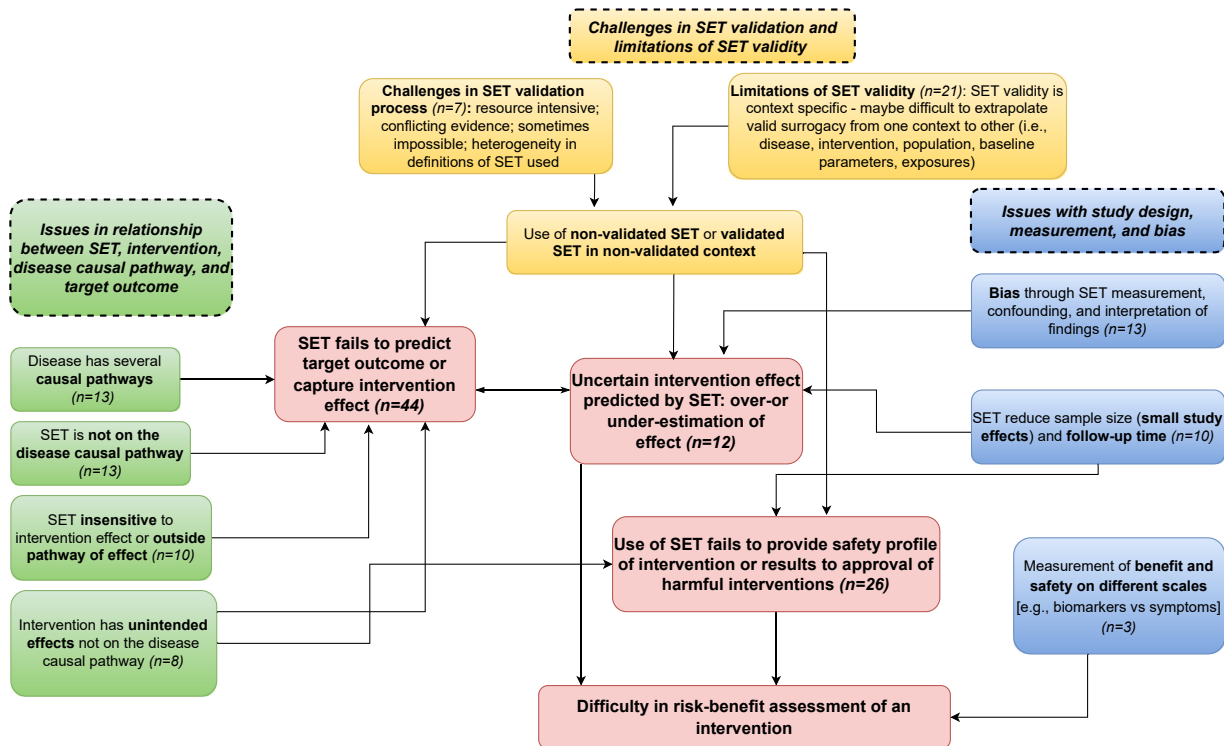 Challenges in SET validation and
limitations of SET validity
Challenges in SET validation
process (n=7): resource intensive;
conflicting evidence; sometimes
impossible; heterogeneity in
definitions of SET used
Limitations of SET validity (n=21): SET validity is
context specific - maybe difficult to extrapolate
valid surrogacy from one context to other (i.e.,
disease, intervention, population, baseline
parameters, exposures)
Issues in relationship
between SET, intervention,
disease causal pathway, and
target outcome
Use of non-validated SET or validated
SET in non-validated context
Issues with study design,
measurement, and bias
Bias through SET measurement,
confounding, and interpretation of
findings (n=13)
SET fails to predict
target outcome or
capture intervention
effect (n=44)
Disease has several
causal pathways
(n=13)
Uncertain intervention effect
predicted by SET: over-or
under-estimation of
effect (n=12)
SET reduce sample size (small study
effects) and follow-up time (n=10)
SET is not on the
disease causal pathway
(n=13)
SET insensitive to
intervention effect or outside
pathway of effect (n=10)
Use of SET fails to provide safety profile
of intervention or results to approval of
harmful interventions (n=26)
Measurement of benefit and
safety on different scales
[e.g., biomarkers vs symptoms]
(n=3)
Intervention has unintended
effects not on the disease
causal pathway (n=8)
Difficulty in risk-benefit assessment of an
intervention